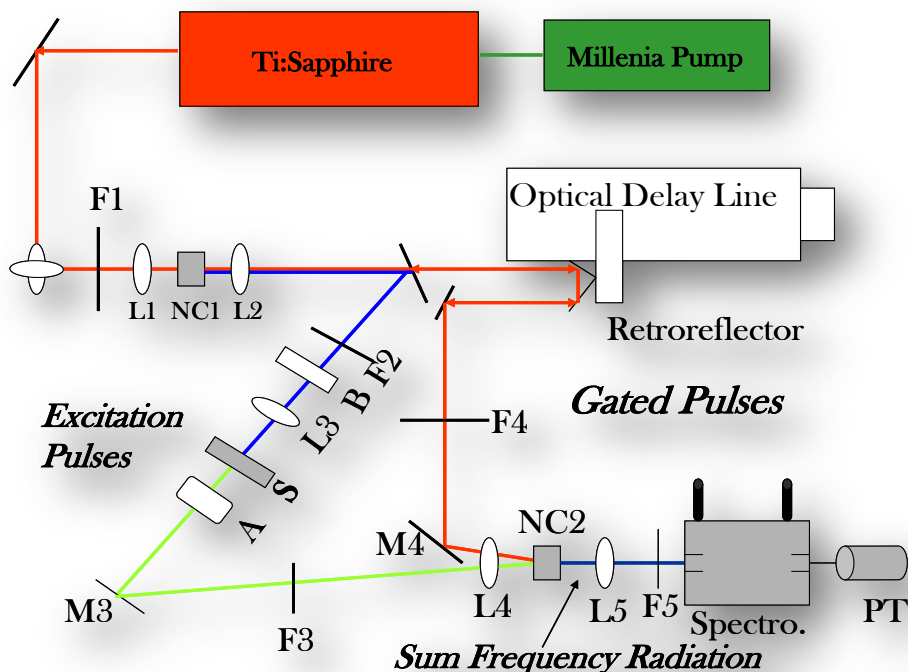 Ti:Sapphire
Millenia Pump
F1
Optical Delay Line
L1
NC1
L2
Retroreflector
F2
B
L3
S
A
Excitation
Pulses
Gated Pulses
F4
NC2
M4
M3
F3
L4
L5
F5
Spectro.
PT
Sum Frequency Radiation